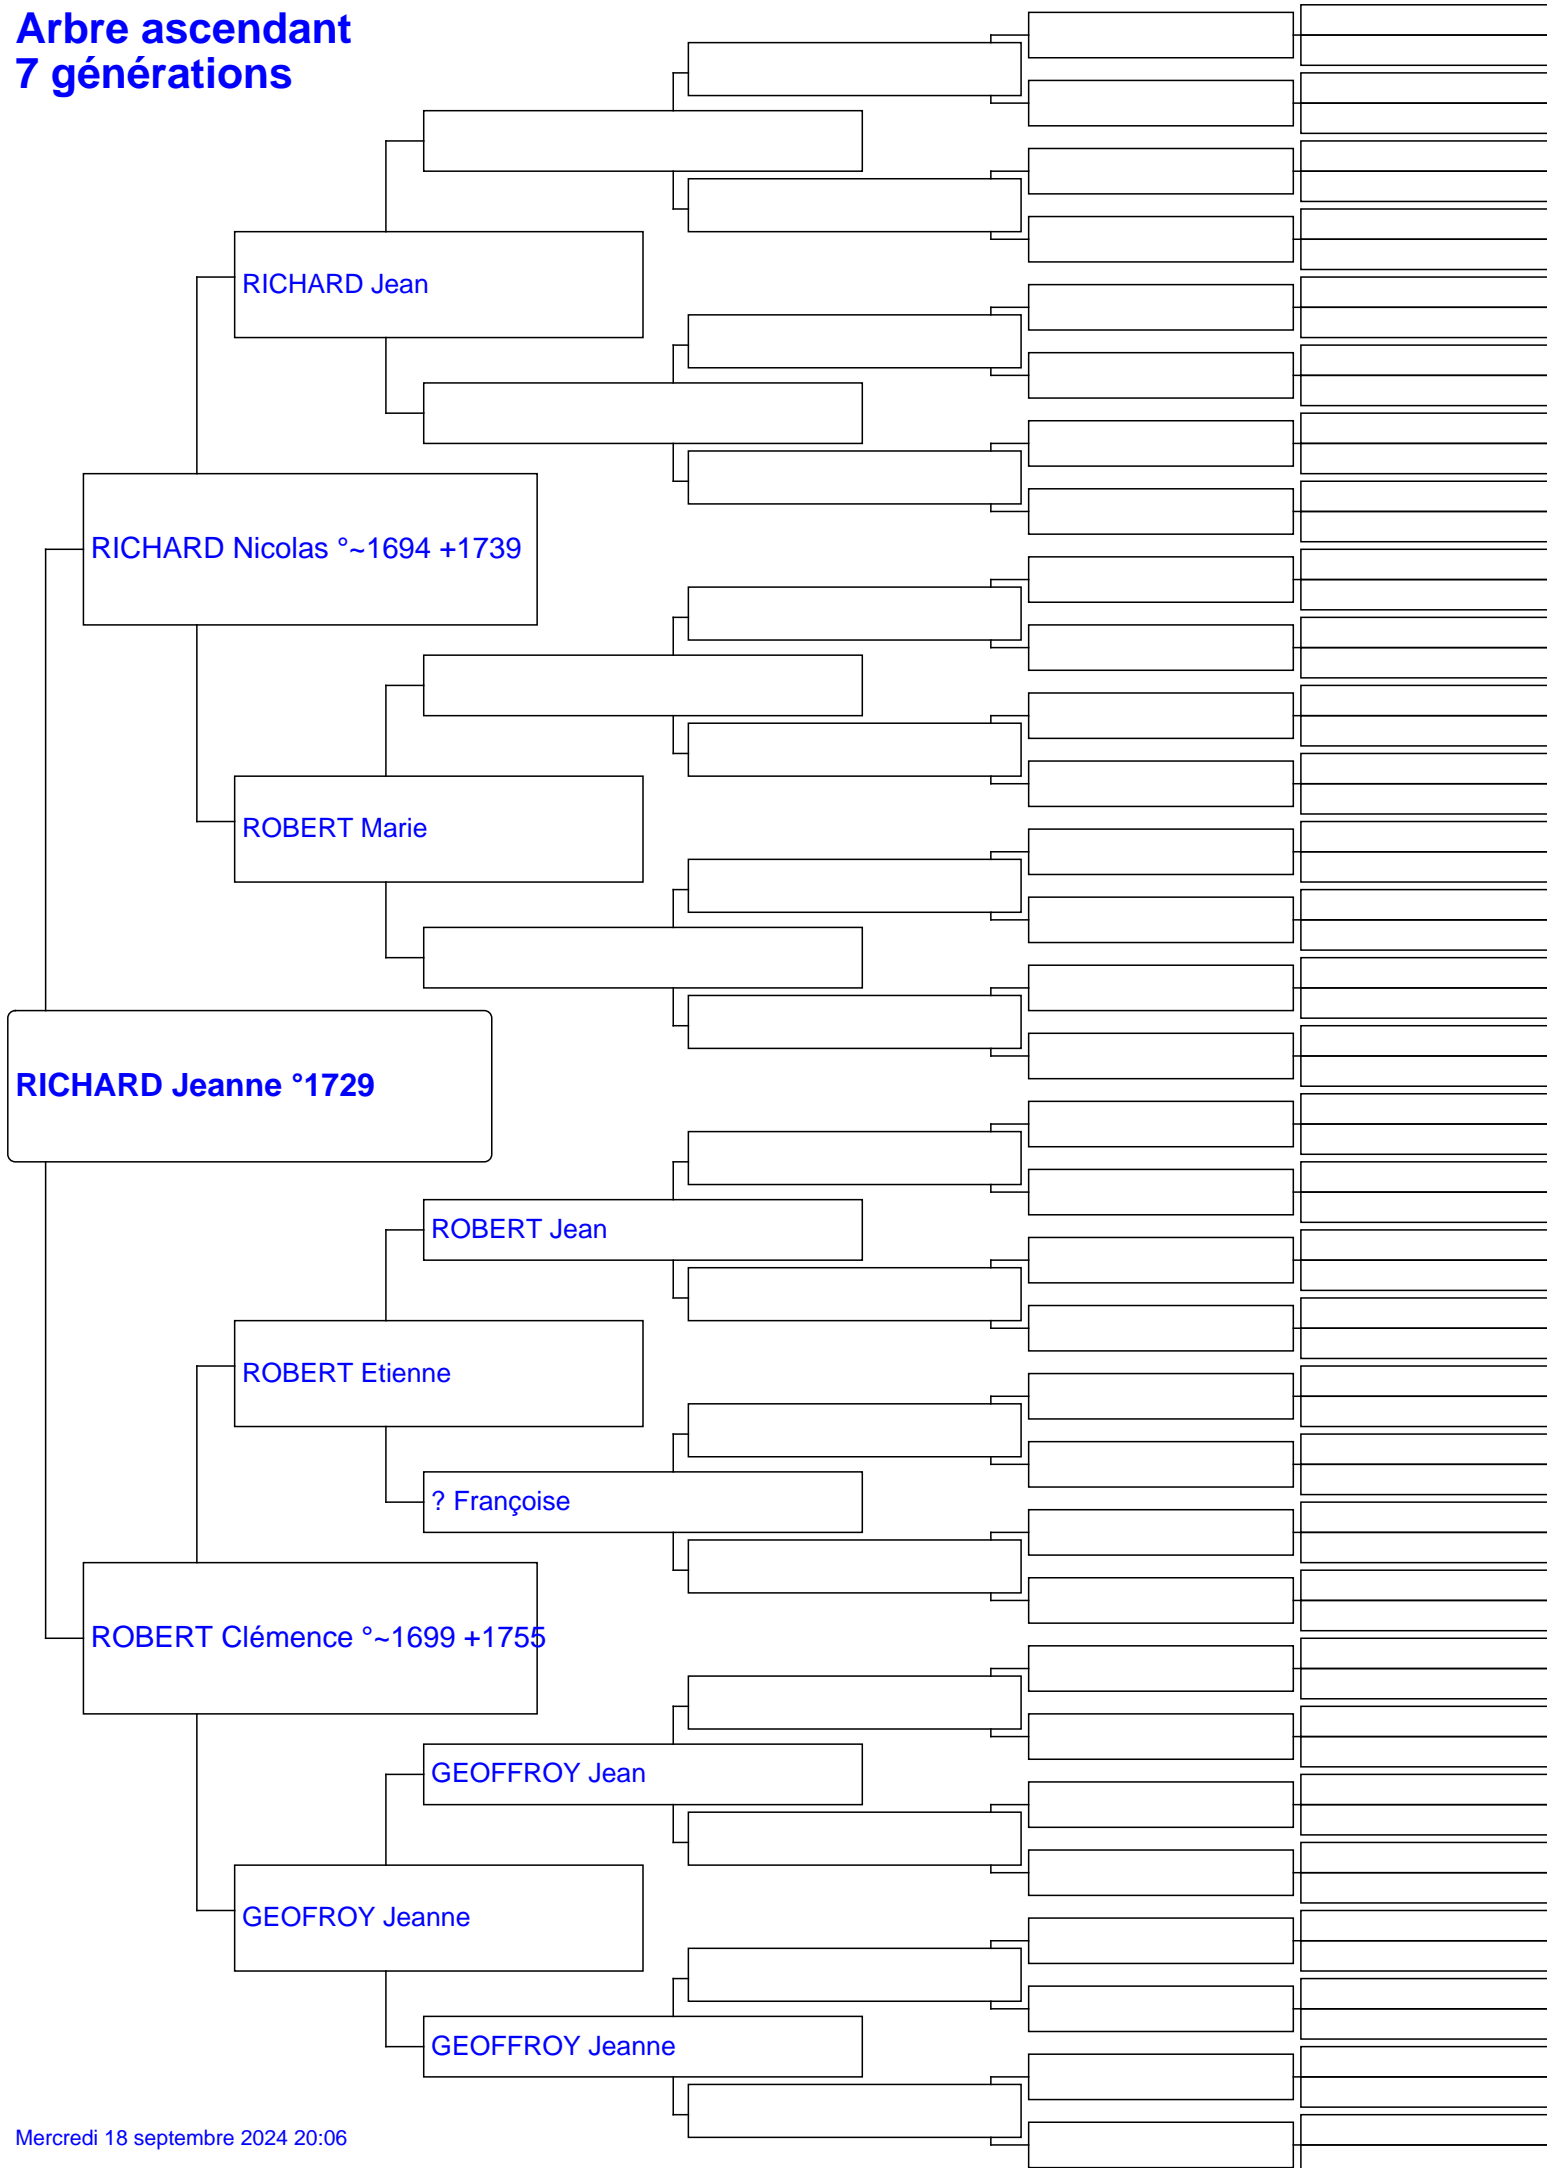 Arbre ascendant
7 générations
RICHARD Jean
RICHARD Nicolas °~1694 +1739
ROBERT Marie
RICHARD Jeanne °1729
ROBERT Jean
ROBERT Etienne
? Françoise
ROBERT Clémence °~1699 +1755
GEOFFROY Jean
GEOFROY Jeanne
GEOFFROY Jeanne
Mercredi 18 septembre 2024 20:06